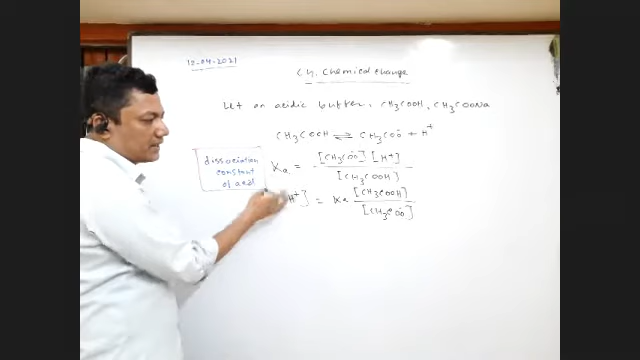 12-04-2021
Ch. Chemical change
Let an acidic buffer, CH₃COOH, CH₃COONa
CH₃COOH ⇌ CH₃COO⁻ + H⁺
dissociation
constant
of acid
Ka = [CH₃COO⁻] [H⁺] / [CH₃COOH]
H⁺] = Ka [CH₃COOH] / [CH₃COO⁻]